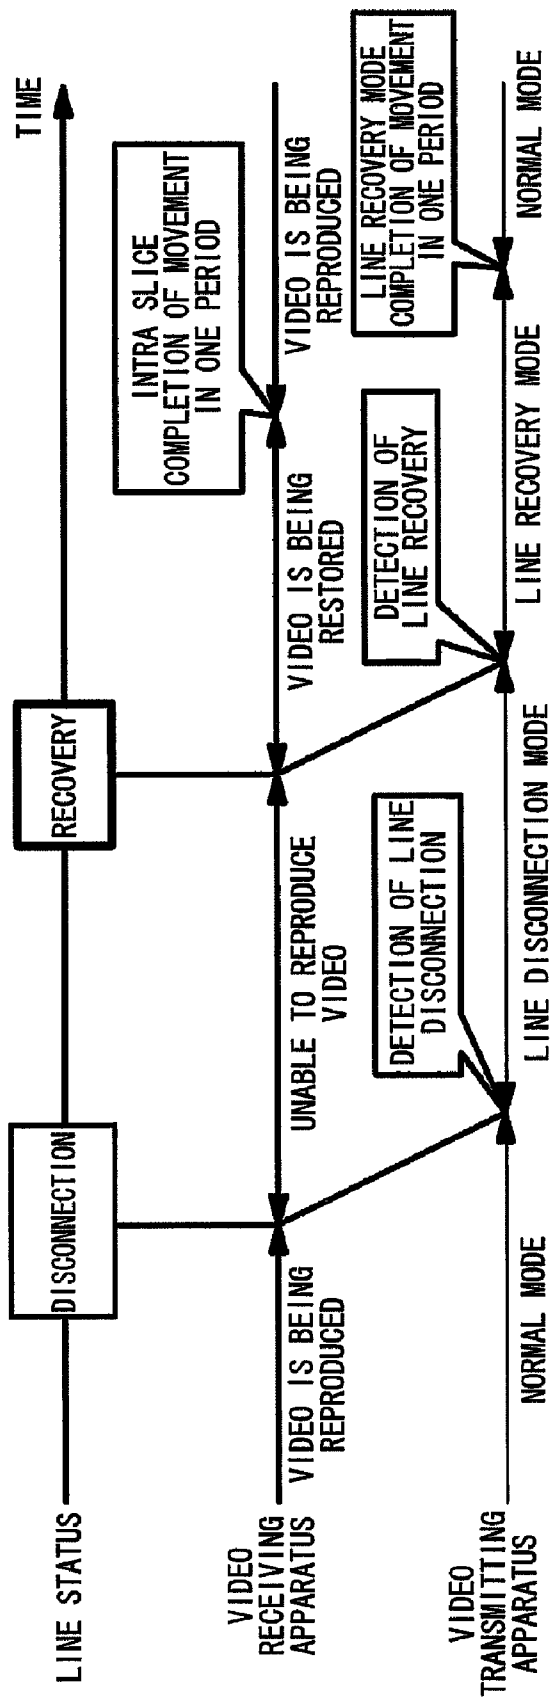 TIME
LINE STATUS
DISCONNECTION
RECOVERY
INTRA SLICE
COMPLETION OF MOVEMENT
IN ONE PERIOD
VIDEO
RECEIVING
APPARATUS
VIDEO IS BEING
REPRODUCED
UNABLE TO REPRODUCE
VIDEO
VIDEO IS BEING
RESTORED
VIDEO IS BEING
REPRODUCED
DETECTION OF LINE
DISCONNECTION
DETECTION OF
LINE RECOVERY
LINE RECOVERY MODE
COMPLETION OF MOVEMENT
IN ONE PERIOD
VIDEO
TRANSMITTING
APPARATUS
NORMAL MODE
LINE DISCONNECTION MODE
LINE RECOVERY MODE
NORMAL MODE